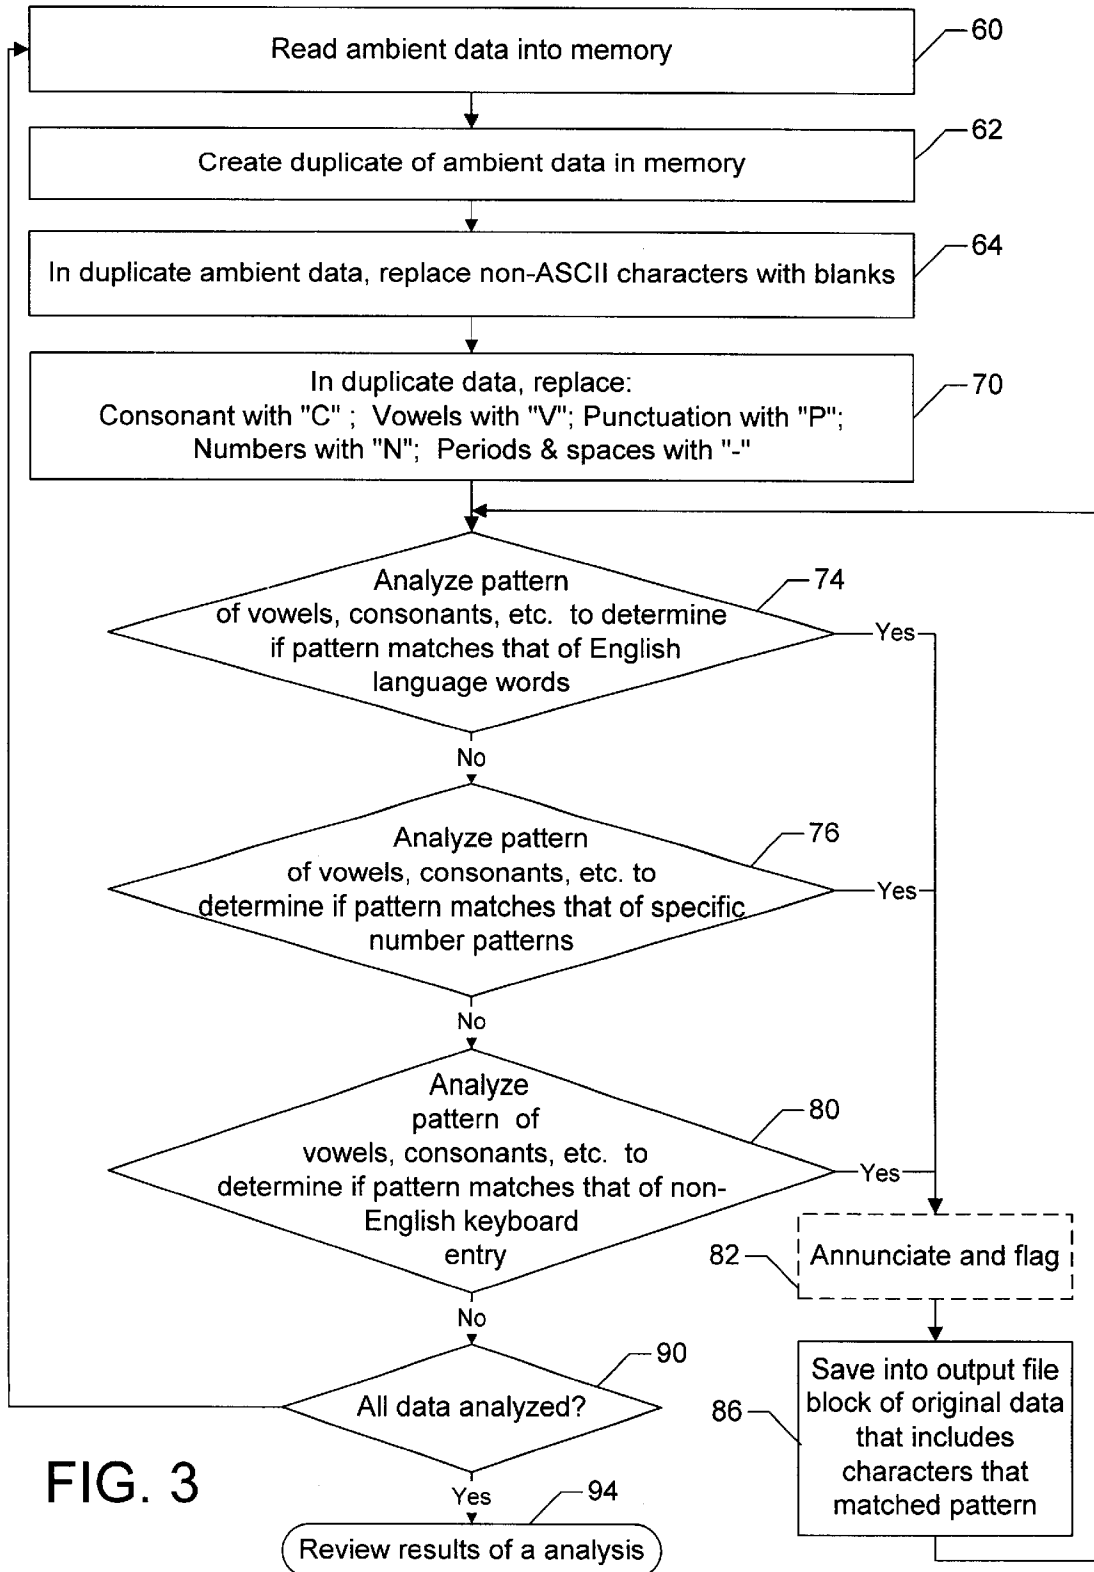 Read ambient data into memory
60
Create duplicate of ambient data in memory
62
In duplicate ambient data, replace non-ASCII characters with blanks
64
In duplicate data, replace:
Consonant with "C" ; Vowels with "V"; Punctuation with "P";
Numbers with "N"; Periods & spaces with "-"
70
Analyze pattern
of vowels, consonants, etc. to determine
if pattern matches that of English
language words
74
Yes
No
Analyze pattern
of vowels, consonants, etc. to
determine if pattern matches that of specific
number patterns
76
Yes
No
Analyze
pattern of
vowels, consonants, etc. to
determine if pattern matches that of non-
English keyboard
entry
80
Yes
No
Annunciate and flag
82
Save into output file
block of original data
that includes
characters that
matched pattern
86
All data analyzed?
90
Yes
Review results of a analysis
94
FIG. 3